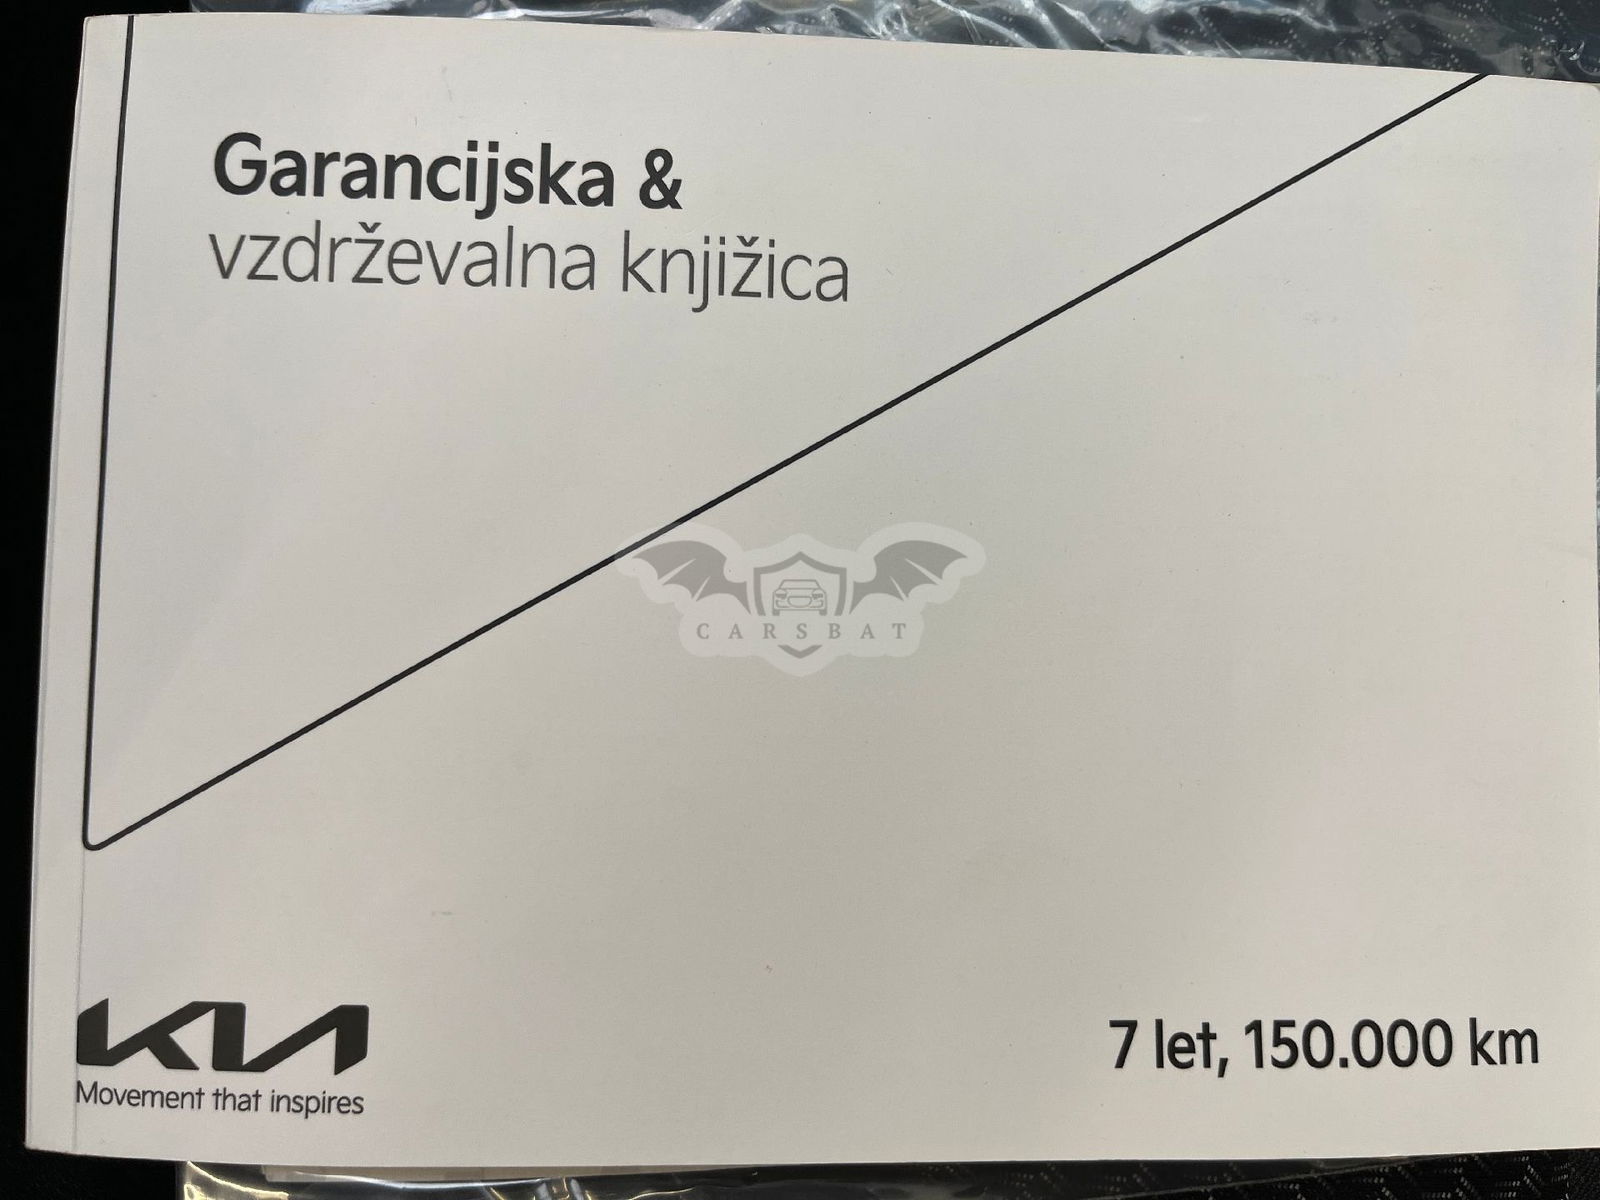 Garancijska &
vzdrževalna knjižica
CARSBAT
KIA
Movement that inspires
7 let, 150.000 km